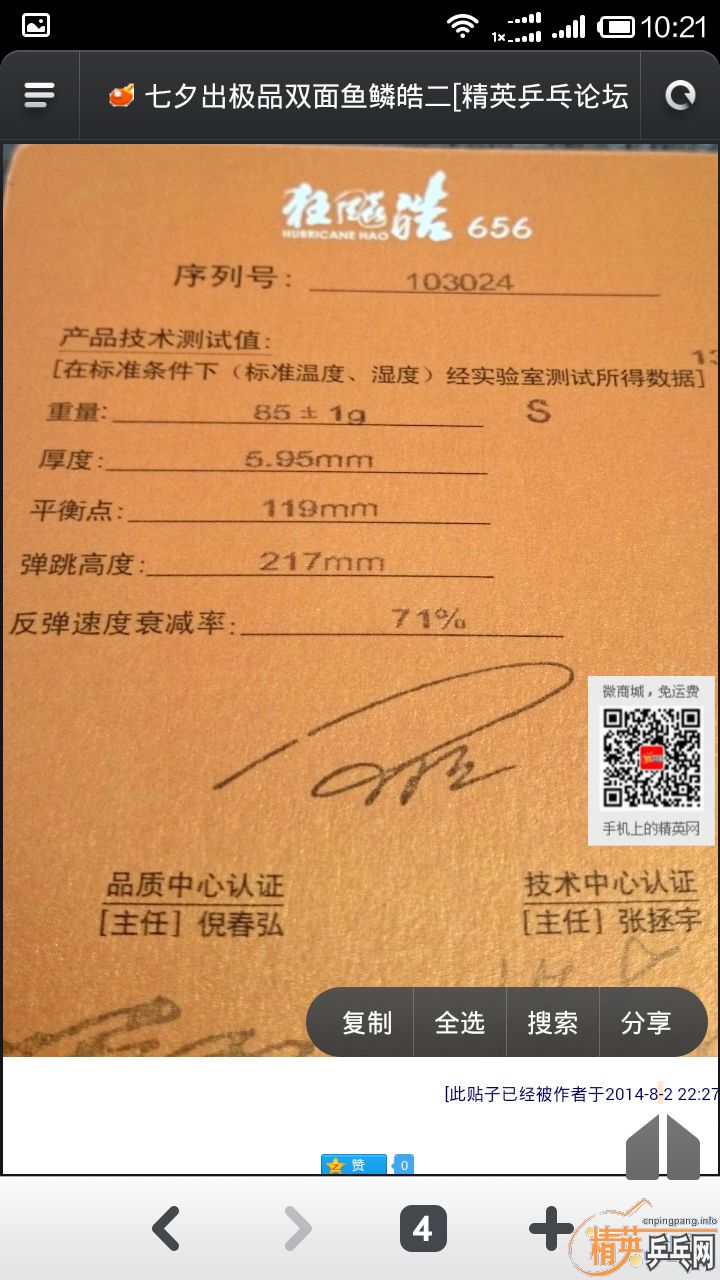 1x
10:21
七夕出极品双面鱼鳞皓二[精英乒乓论坛
狂飚皓 656
HURRICANE HAO
序列号： 103024
产品技术测试值：
13
[在标准条件下（标准温度、湿度）经实验室测试所得数据]
重量: 85 ± 1g S
厚度: 5.95mm
平衡点: 119mm
弹跳高度: 217mm
反弹速度衰减率: 71%
微商城，免运费
手机上的精英网
品质中心认证
技术中心认证
[主任] 倪春弘
[主任] 张拯宇
复制 全选 搜索 分享
[此贴子已经被作者于2014-8-2 22:27
赞 0
4
cnpingpang.info
精英乒乓网